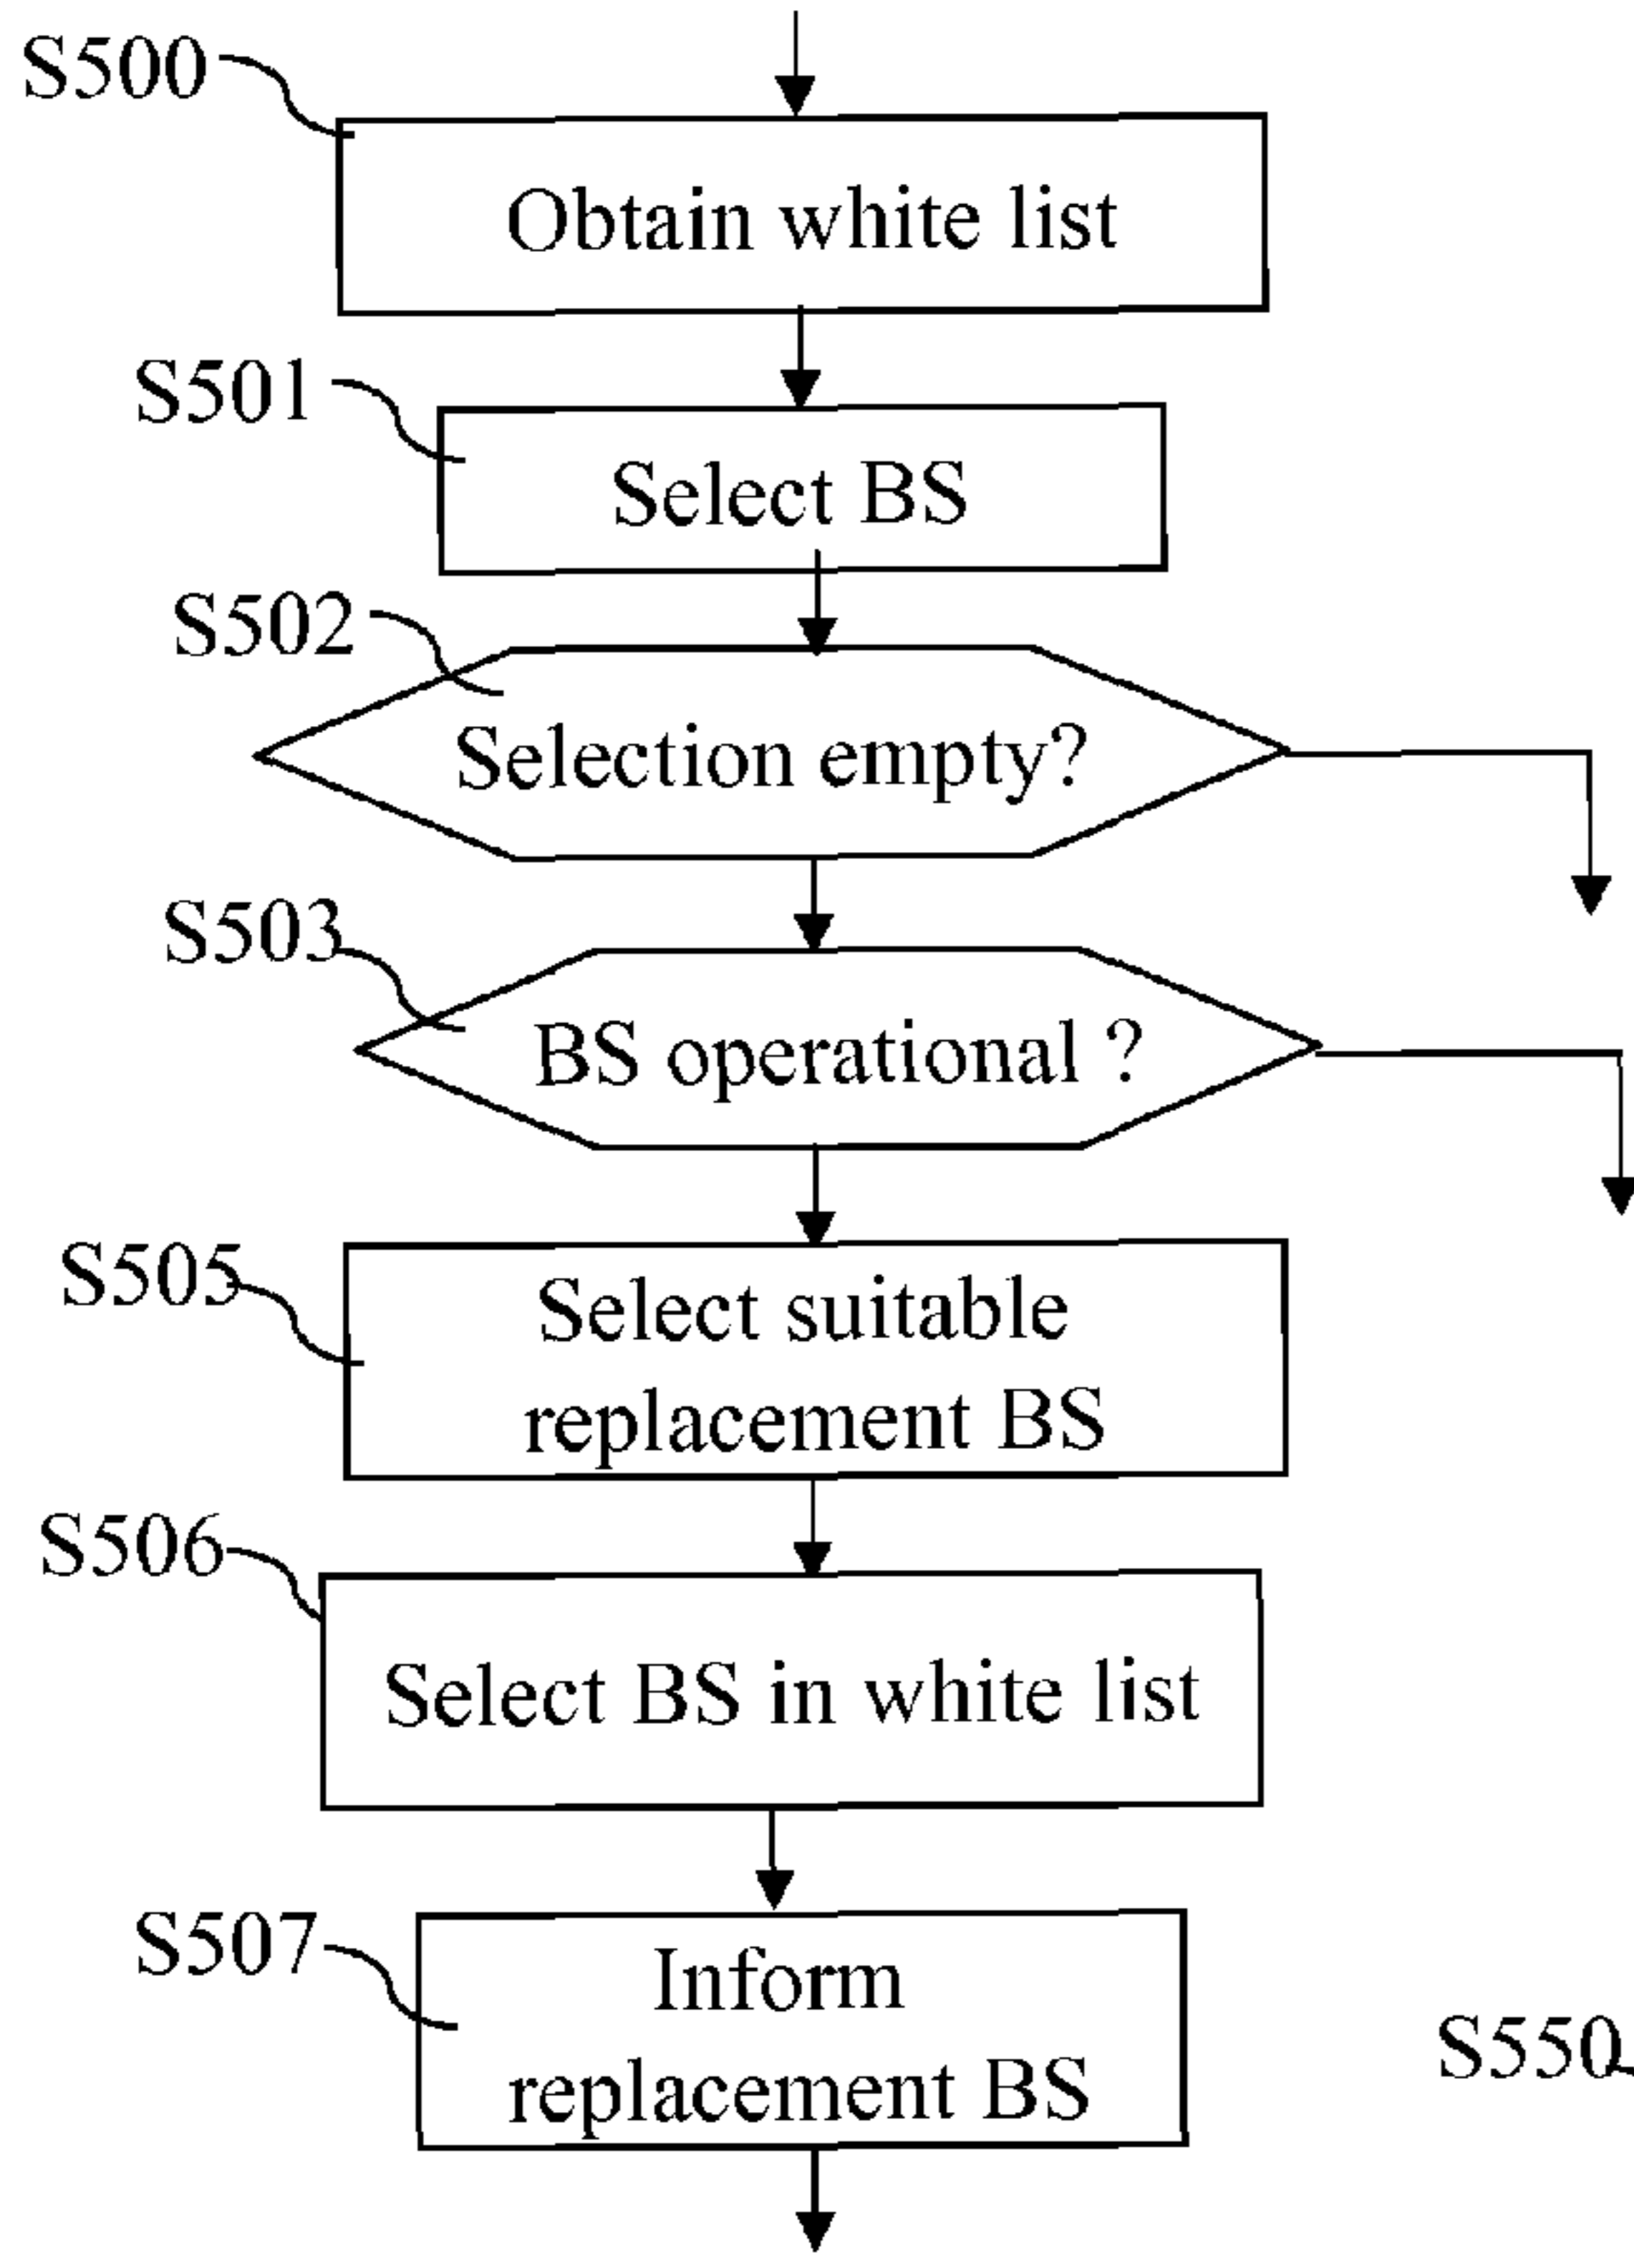 S500
Obtain white list
S501
Select BS
S502
Selection empty?
S503
BS operational ?
S505
Select suitable
replacement BS
S506
Select BS in white list
S507
Inform
replacement BS
S550